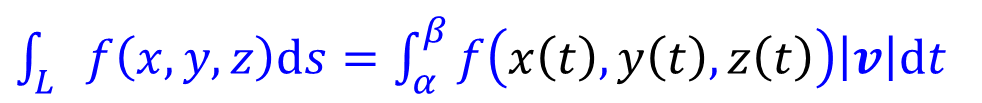 ∫_L f(x, y, z)ds = ∫_α^β f(x(t), y(t), z(t))|𝒗|dt